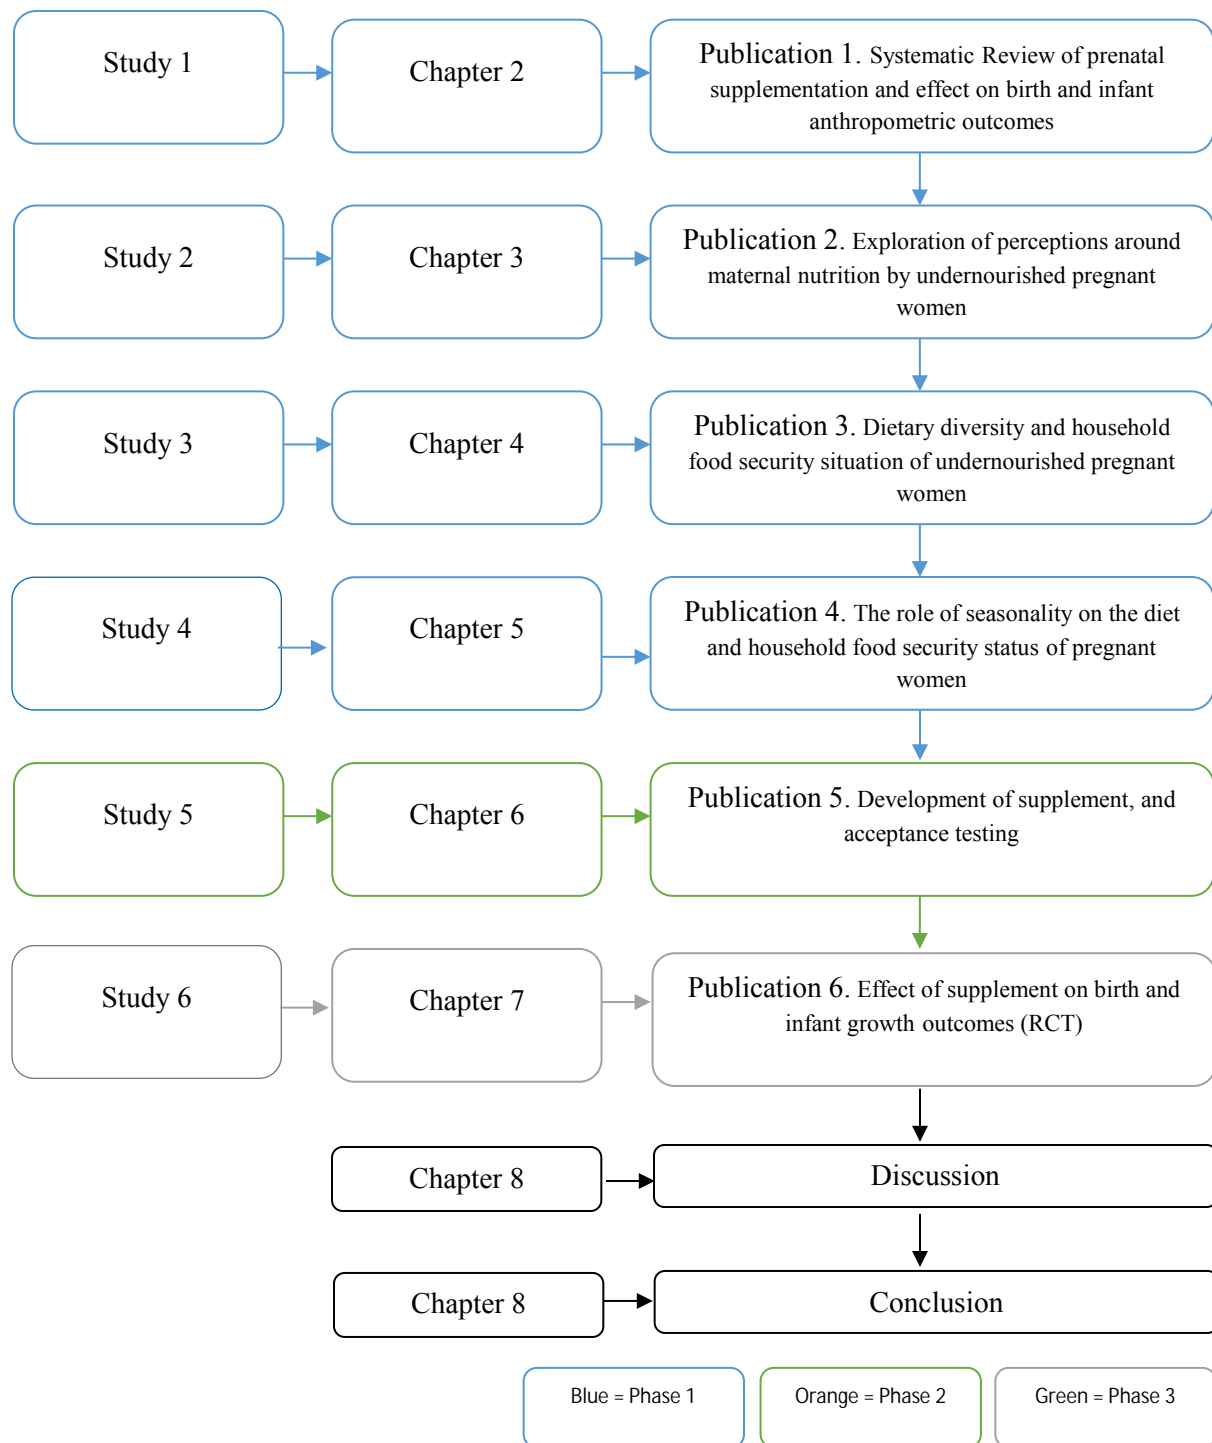 Study 1
Chapter 2
Publication 1. Systematic Review of prenatal
supplementation and effect on birth and infant
anthropometric outcomes
Study 2
Chapter 3
Publication 2. Exploration of perceptions around
maternal nutrition by undernourished pregnant
women
Study 3
Chapter 4
Publication 3. Dietary diversity and household
food security situation of undernourished pregnant
women
Study 4
Chapter 5
Publication 4. The role of seasonality on the diet
and household food security status of pregnant
women
Study 5
Chapter 6
Publication 5. Development of supplement, and
acceptance testing
Study 6
Chapter 7
Publication 6. Effect of supplement on birth and
infant growth outcomes (RCT)
Chapter 8
Discussion
Chapter 8
Conclusion
Blue = Phase 1
Orange = Phase 2
Green = Phase 3